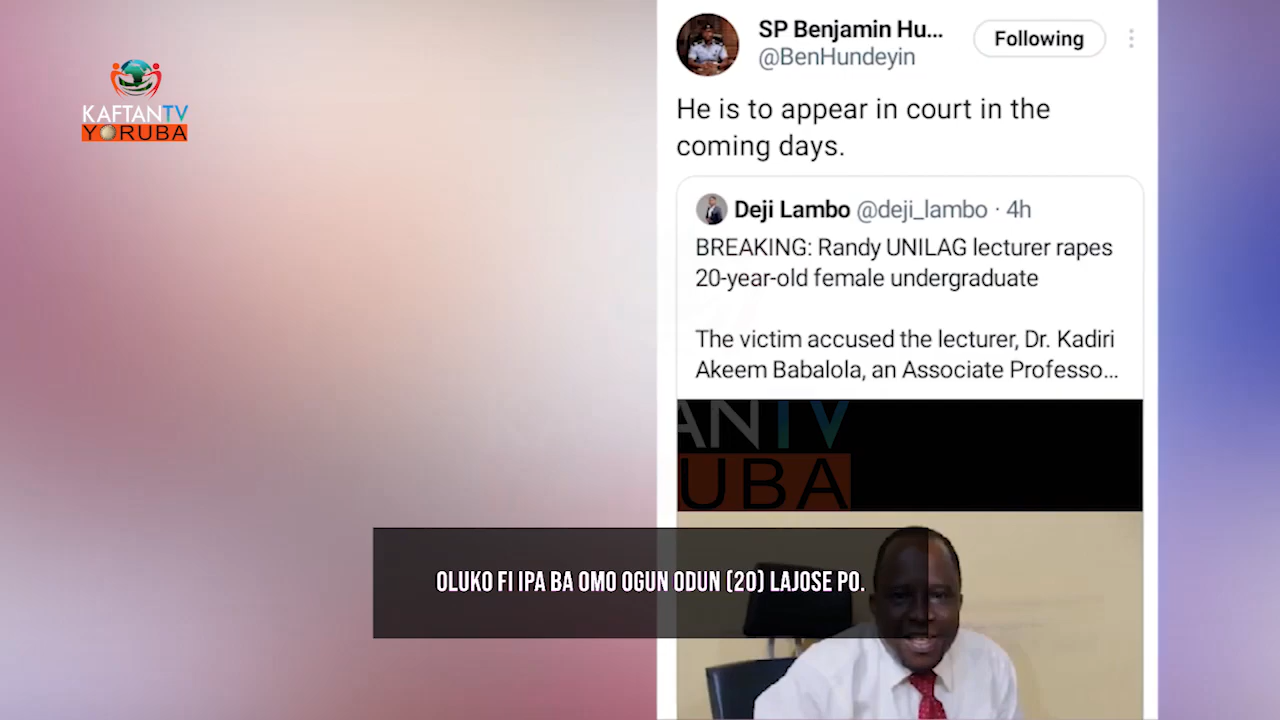 KAFTANTV
YORUBA
SP Benjamin Hu...
@BenHundeyin
Following
He is to appear in court in the
coming days.
Deji Lambo @deji_lambo · 4h
BREAKING: Randy UNILAG lecturer rapes
20-year-old female undergraduate
The victim accused the lecturer, Dr. Kadiri
Akeem Babalola, an Associate Professo...
ANTV
UBA
OLUKO FI IPA BA OMO OGUN ODUN (20) LAJOSE PO.